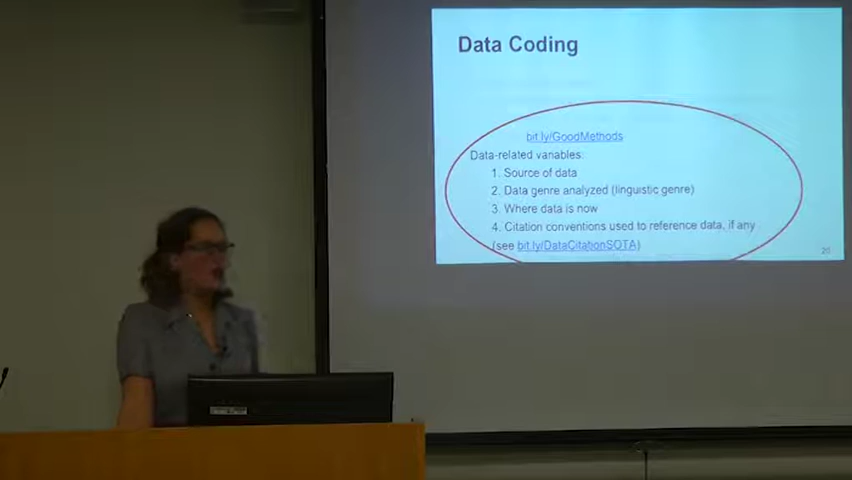 Data Coding
bit.ly/GoodMethods
Data-related variables:
1. Source of data
2. Data genre analyzed (linguistic genre)
3. Where data is now
4. Citation conventions used to reference data, if any
(see bit.ly/DataCitationSOTA)
20